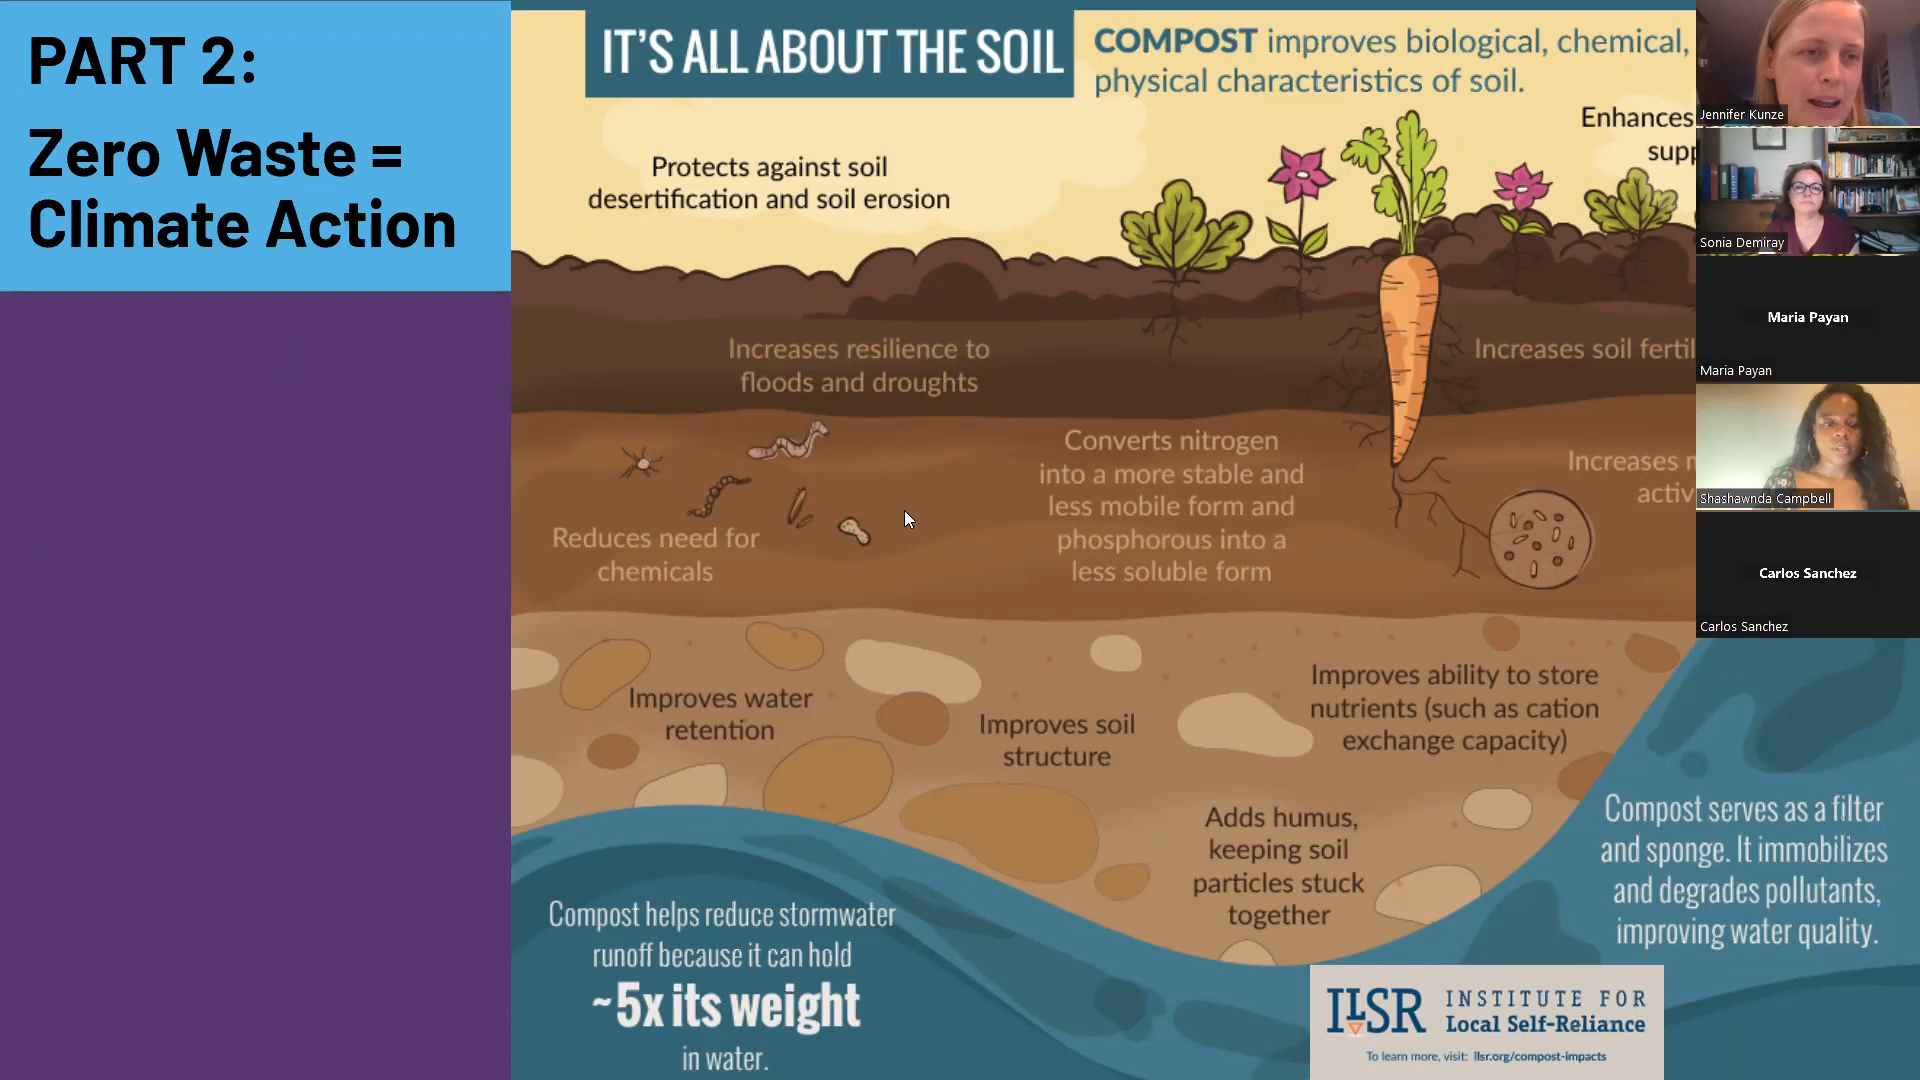 PART 2:
Zero Waste =
Climate Action
IT'S ALL ABOUT THE SOIL
COMPOST improves biological, chemical,
physical characteristics of soil.
Protects against soil
desertification and soil erosion
Enhances
Increases resilience to
floods and droughts
Increases soil
Converts nitrogen
into a more stable and
less mobile form and
phosphorous into a
less soluble form
Increases
Reduces need for
chemicals
Improves water
retention
Improves soil
structure
Improves ability to store
nutrients (such as cation
exchange capacity)
Adds humus,
keeping soil
particles stuck
together
Compost helps reduce stormwater
runoff because it can hold
~5x its weight
in water.
Compost serves as a filter
and sponge. It immobilizes
and degrades pollutants,
improving water quality.
ILSR
INSTITUTE FOR
Local Self-Reliance
To learn more, visit: ilsr.org/compost-impacts
Jennifer Kunze
Sonia Demiray
Maria Payan
Maria Payan
Shashawnda Campbell
Carlos Sanchez
Carlos Sanchez